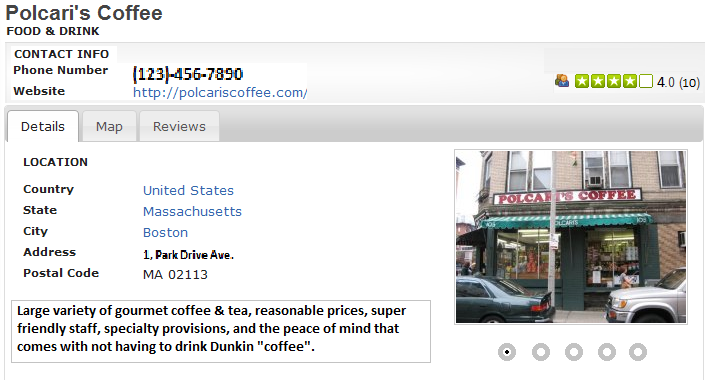 Polcari's Coffee
FOOD & DRINK
CONTACT INFO
Phone Number (123)-456-7890
Website http://polcariscoffee.com/
4.0 (10)
Details Map Reviews
LOCATION
Country United States
State Massachusetts
City Boston
Address 1, Park Drive Ave.
Postal Code MA 02113
POLCARI'S COFFEE
105 POLCARI'S 105
Large variety of gourmet coffee & tea, reasonable prices, super
friendly staff, specialty provisions, and the peace of mind that
comes with not having to drink Dunkin "coffee".